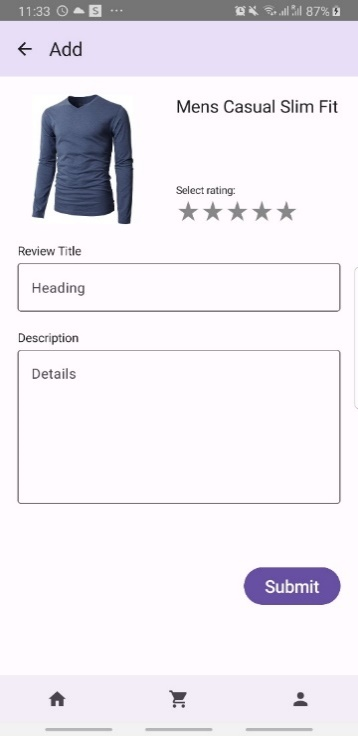 11:33 S ... 87%
Add
Mens Casual Slim Fit
Select rating:
Review Title
Heading
Description
Details
Submit